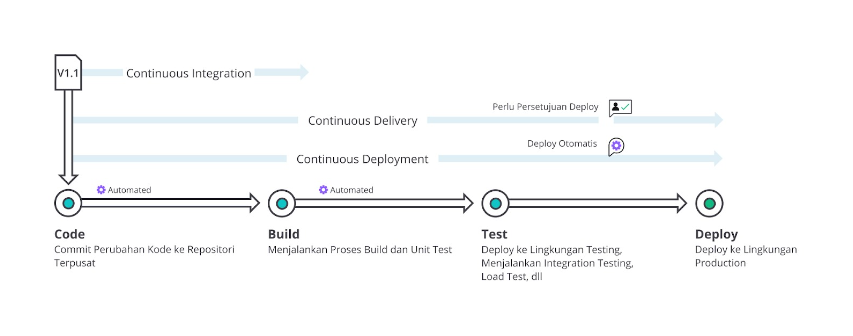 V1.1
Continuous Integration
Perlu Persetujuan Deploy
Continuous Delivery
Deploy Otomatis
Continuous Deployment
Automated
Automated
Code
Commit Perubahan Kode ke Repositori
Terpusat
Build
Menjalankan Proses Build dan Unit Test
Test
Deploy ke Lingkungan Testing,
Menjalankan Integration Testing,
Load Test, dll
Deploy
Deploy ke Lingkungan
Production